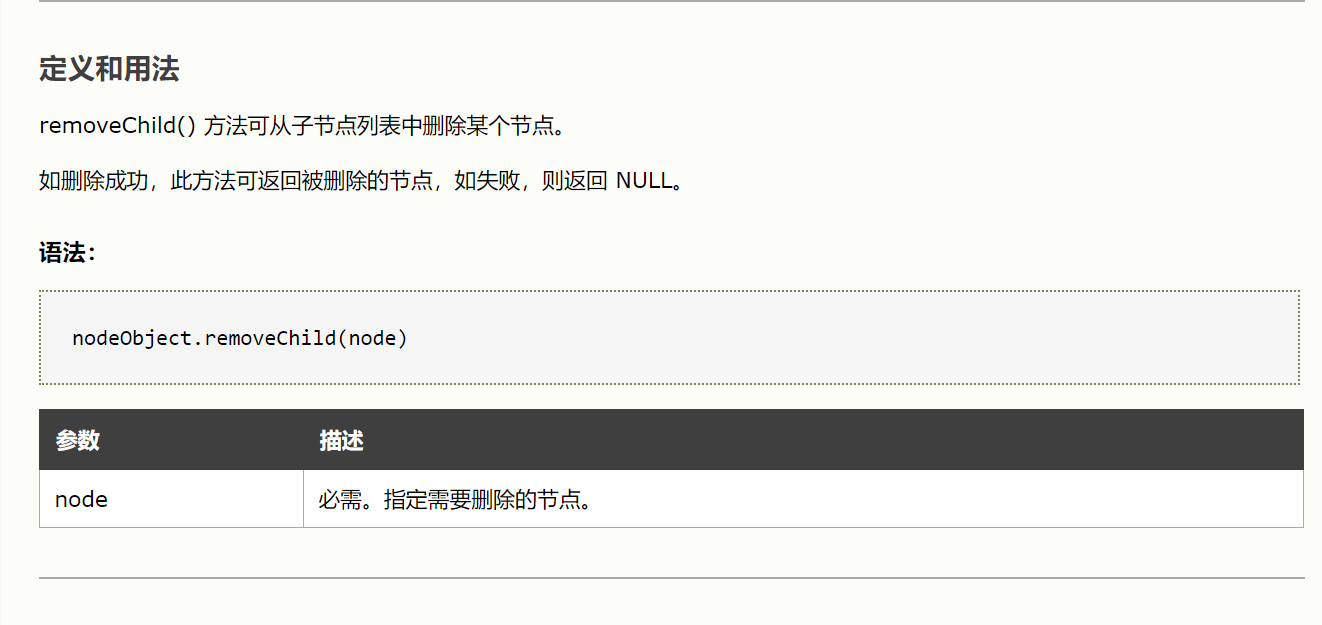 定义和用法
removeChild() 方法可从子节点列表中删除某个节点。
如删除成功，此方法可返回被删除的节点，如失败，则返回 NULL。
语法：
nodeObject.removeChild(node)
参数 描述
node 必需。指定需要删除的节点。